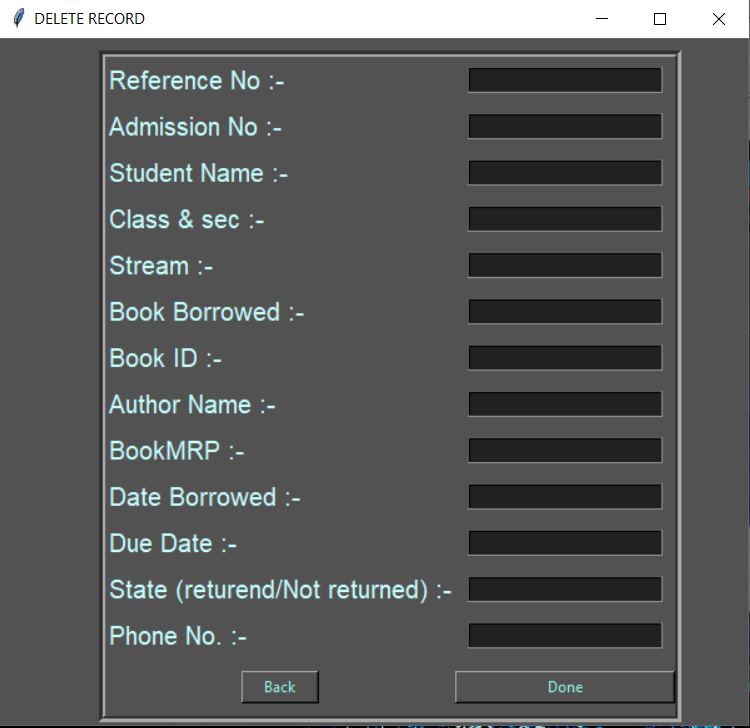 DELETE RECORD
Reference No :-
Admission No :-
Student Name :-
Class & sec :-
Stream :-
Book Borrowed :-
Book ID :-
Author Name :-
BookMRP :-
Date Borrowed :-
Due Date :-
State (returend/Not returned) :-
Phone No. :-
Back Done